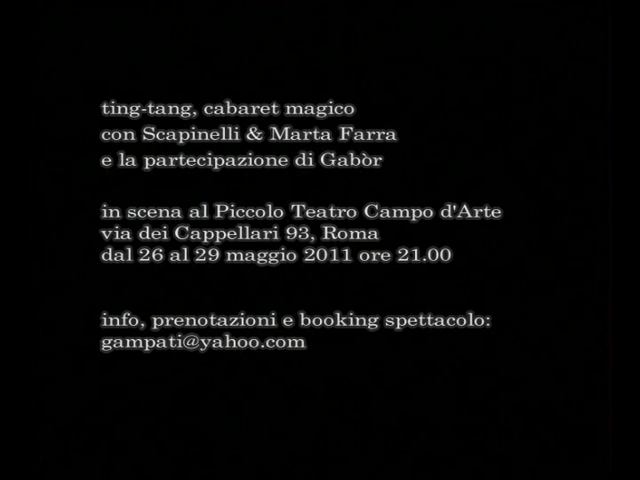 ting-tang, cabaret magico
con Scapinelli & Marta Farra
e la partecipazione di Gabòr
in scena al Piccolo Teatro Campo d'Arte
via dei Cappellari 93, Roma
dal 26 al 29 maggio 2011 ore 21.00
info, prenotazioni e booking spettacolo:
gampati@yahoo.com